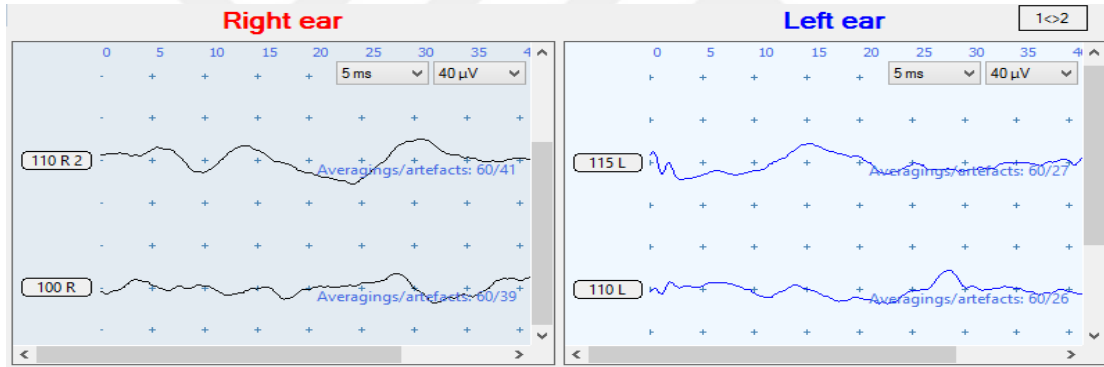 Right ear
Left ear
1<>2
0 5 10 15 20 25 30 35 4
5 ms
40 µV
110 R 2
Averagings/artefacts: 60/41
100 R
Averagings/artefacts: 60/39
0 5 10 15 20 25 30 35 4
5 ms
40 µV
115 L
Averagings/artefacts: 60/27
110 L
Averagings/artefacts: 60/26